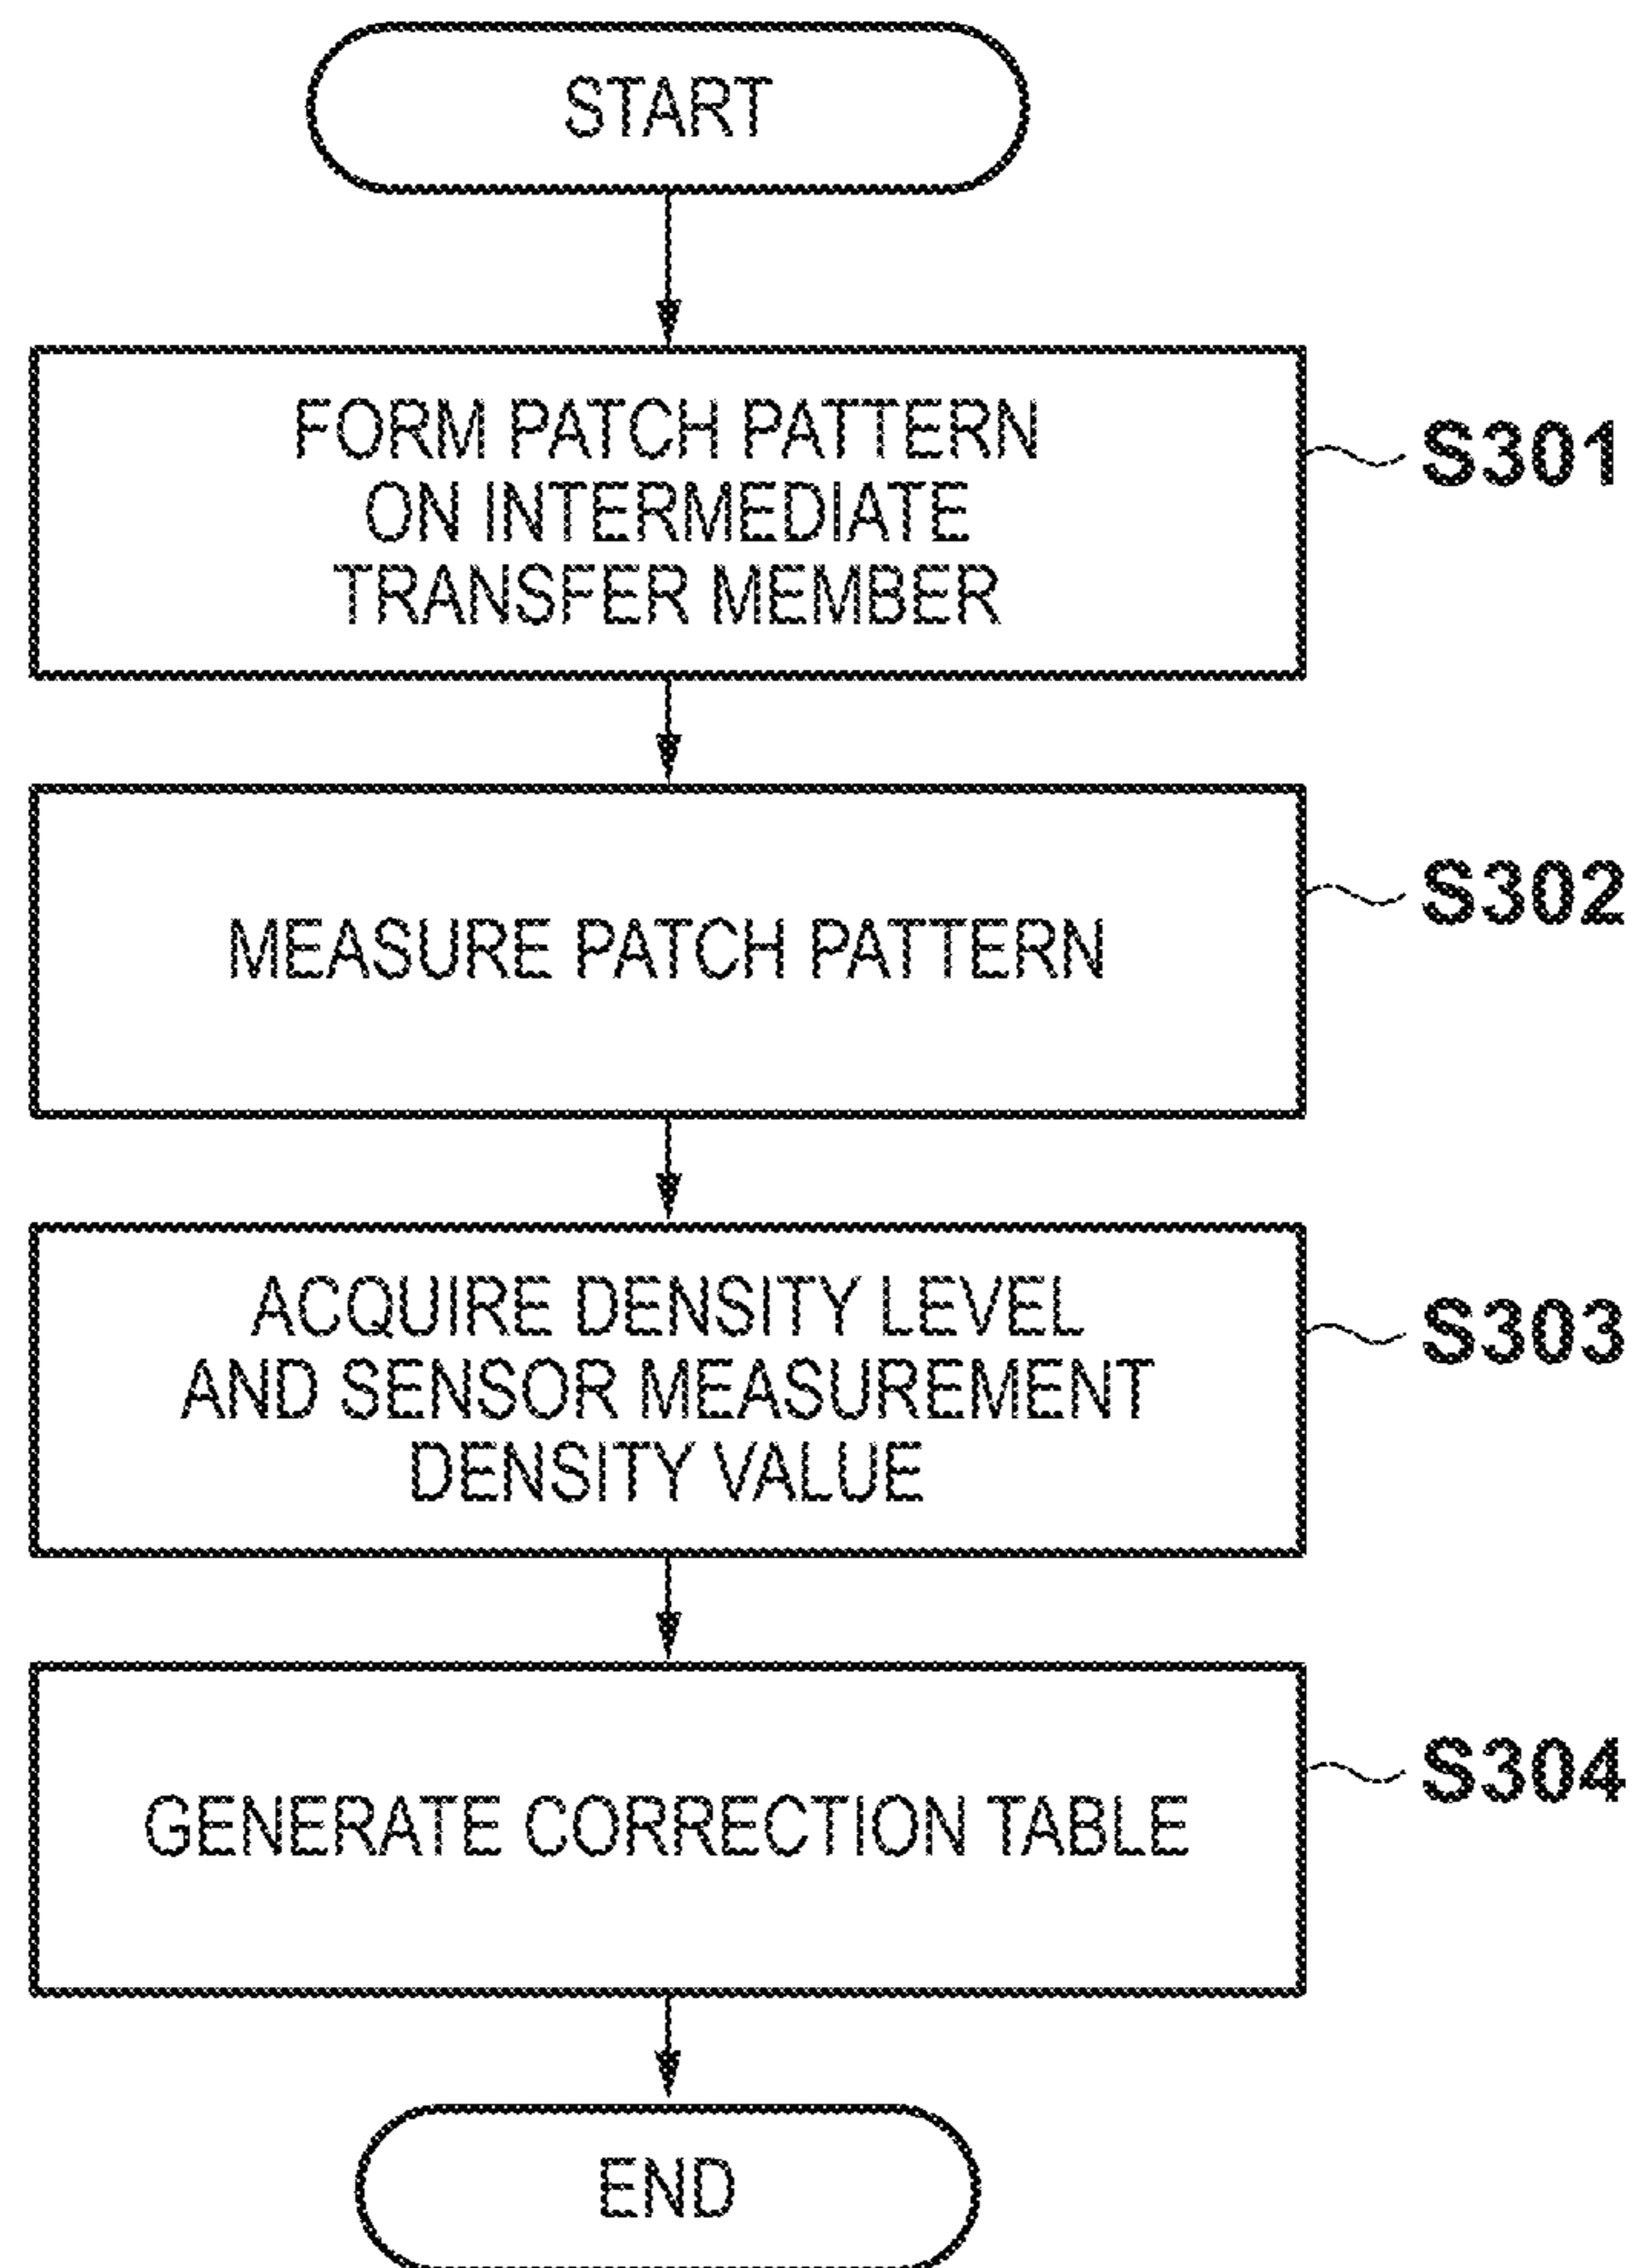 START
FORM PATCH PATTERN
ON INTERMEDIATE
TRANSFER MEMBER
S301
MEASURE PATCH PATTERN
S302
ACQUIRE DENSITY LEVEL
AND SENSOR MEASUREMENT
DENSITY VALUE
S303
GENERATE CORRECTION TABLE
S304
END